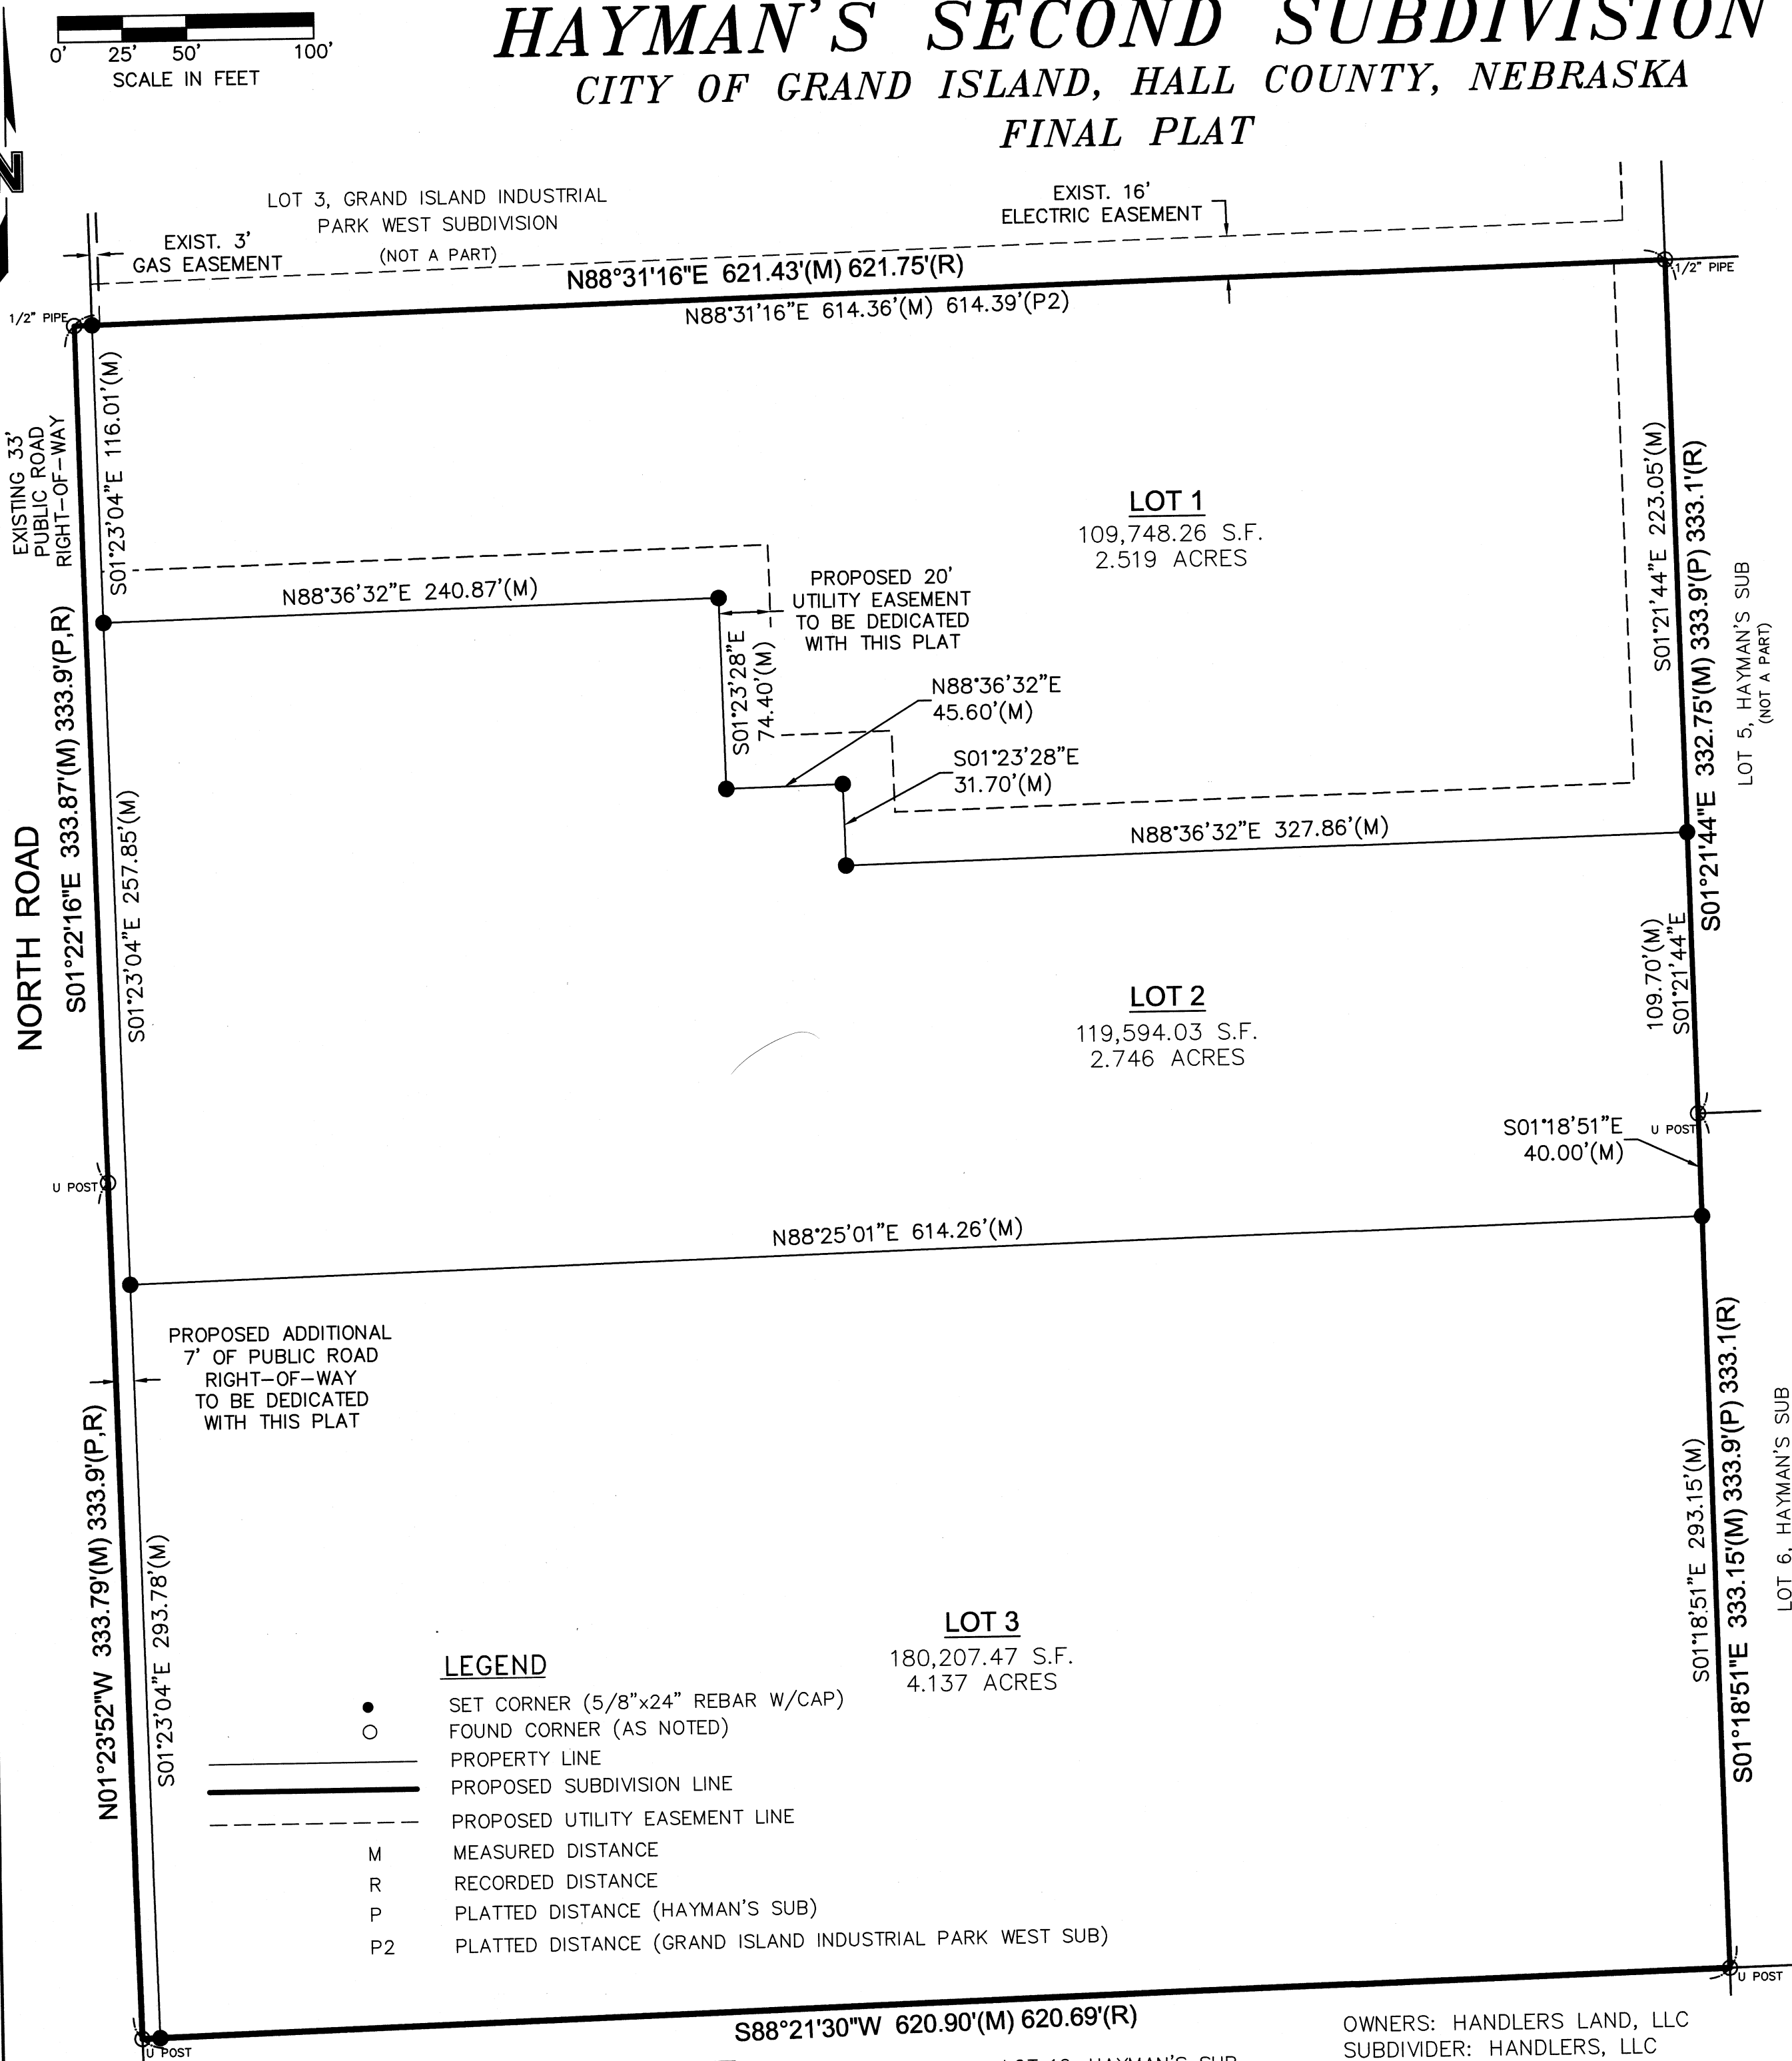 HAYMAN'S SECOND SUBDIVISION
CITY OF GRAND ISLAND, HALL COUNTY, NEBRASKA
FINAL PLAT
0' 25' 50' 100'
SCALE IN FEET
N
LOT 3, GRAND ISLAND INDUSTRIAL
PARK WEST SUBDIVISION
(NOT A PART)
EXIST. 3'
GAS EASEMENT
EXIST. 16'
ELECTRIC EASEMENT
N88°31'16"E 621.43'(M) 621.75'(R)
N88°31'16"E 614.36'(M) 614.39'(P2)
1/2" PIPE
1/2" PIPE
EXISTING 33'
PUBLIC ROAD
RIGHT-OF-WAY
S01°23'04"E 116.01'(M)
LOT 1
109,748.26 S.F.
2.519 ACRES
S01°21'44"E 223.05'(M)
S01°21'44"E 332.75'(M) 333.9'(P) 333.1'(R)
LOT 5, HAYMAN'S SUB
(NOT A PART)
N88°36'32"E 240.87'(M)
PROPOSED 20'
UTILITY EASEMENT
TO BE DEDICATED
WITH THIS PLAT
S01°23'28"E
74.40'(M)
N88°36'32"E
45.60'(M)
S01°23'28"E
31.70'(M)
N88°36'32"E 327.86'(M)
NORTH ROAD
S01°22'16"E 333.87'(M) 333.9'(P,R)
S01°23'04"E 257.85'(M)
LOT 2
119,594.03 S.F.
2.746 ACRES
109.70'(M)
S01°21'44"E
S01°18'51"E
40.00'(M)
U POST
U POST
N88°25'01"E 614.26'(M)
PROPOSED ADDITIONAL
7' OF PUBLIC ROAD
RIGHT-OF-WAY
TO BE DEDICATED
WITH THIS PLAT
N01°23'52"W 333.79'(M) 333.9'(P,R)
S01°23'04"E 293.78'(M)
S01°18'51"E 293.15'(M)
S01°18'51"E 333.15'(M) 333.9'(P) 333.1(R)
LOT 6, HAYMAN'S SUB
LOT 3
180,207.47 S.F.
4.137 ACRES
LEGEND
SET CORNER (5/8"x24" REBAR W/CAP)
FOUND CORNER (AS NOTED)
PROPERTY LINE
PROPOSED SUBDIVISION LINE
PROPOSED UTILITY EASEMENT LINE
M MEASURED DISTANCE
R RECORDED DISTANCE
P PLATTED DISTANCE (HAYMAN'S SUB)
P2 PLATTED DISTANCE (GRAND ISLAND INDUSTRIAL PARK WEST SUB)
U POST
U POST
S88°21'30"W 620.90'(M) 620.69'(R)
OWNERS: HANDLERS LAND, LLC
SUBDIVIDER: HANDLERS, LLC
HAYMAN'S SUB